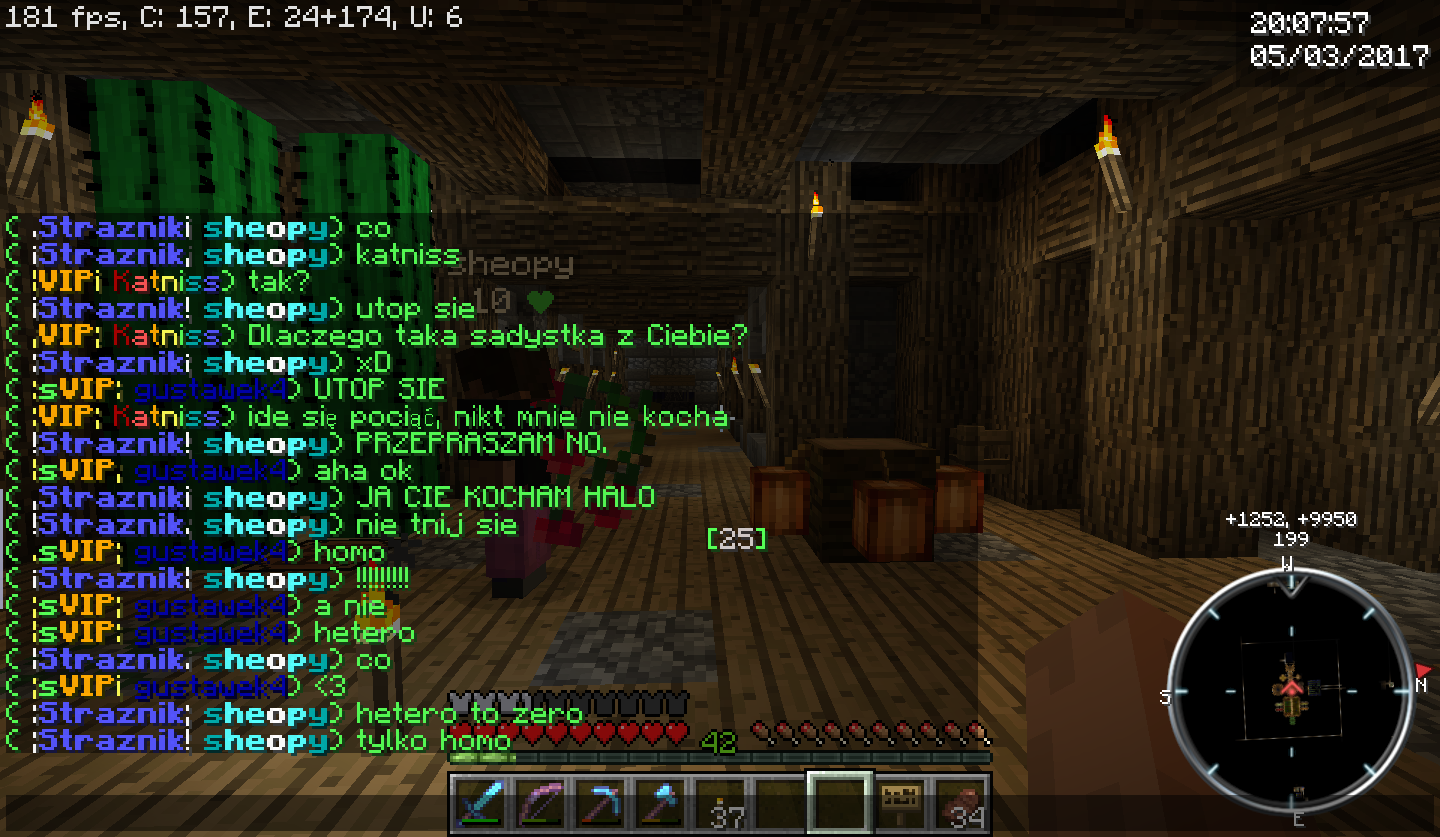 181 fps, C: 157, E: 24+174, U: 6
20:07:57
05/03/2017
( Straznik sheopy) co
( Straznik sheopy) katniss
( VIP Katniss) tak?
( Straznik sheopy) utop sie
( VIP Katniss) Dlaczego taka sadystka z Ciebie?
( Straznik sheopy) xD
( sVIP gustawek4) UTOP SIE
( VIP Katniss) ide się pociąć, nikt mnie nie kocha
( Straznik sheopy) PRZEPRASZAM NO.
( sVIP gustawek4) aha ok
( Straznik sheopy) JA CIE KOCHAM HALO
( Straznik sheopy) nie tnij sie
( sVIP gustawek4) homo
( Straznik sheopy) !!!!!!!!!
( sVIP gustawek4) a nie
( sVIP gustawek4) hetero
( Straznik sheopy) co
( sVIP gustawek4) <3
( Straznik sheopy) hetero to zero
( Straznik sheopy) tylko homo
sheopy
10
[25]
+1252, +9950
199
W
S
N
E
42
37
34